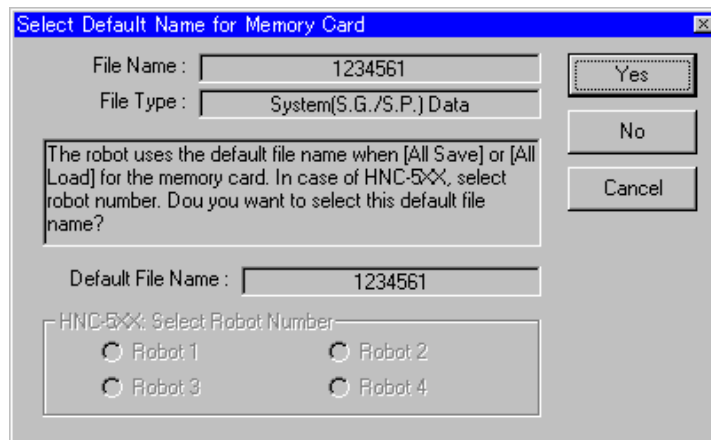 Select Default Name for Memory Card
File Name : 1234561
File Type : System(S.G./S.P.) Data
Yes
No
Cancel
The robot uses the default file name when [All Save] or [All
Load] for the memory card. In case of HNC-5XX, select
robot number. Dou you want to select this default file
name?
Default File Name : 1234561
HNC-5XX: Select Robot Number
Robot 1 Robot 2
Robot 3 Robot 4